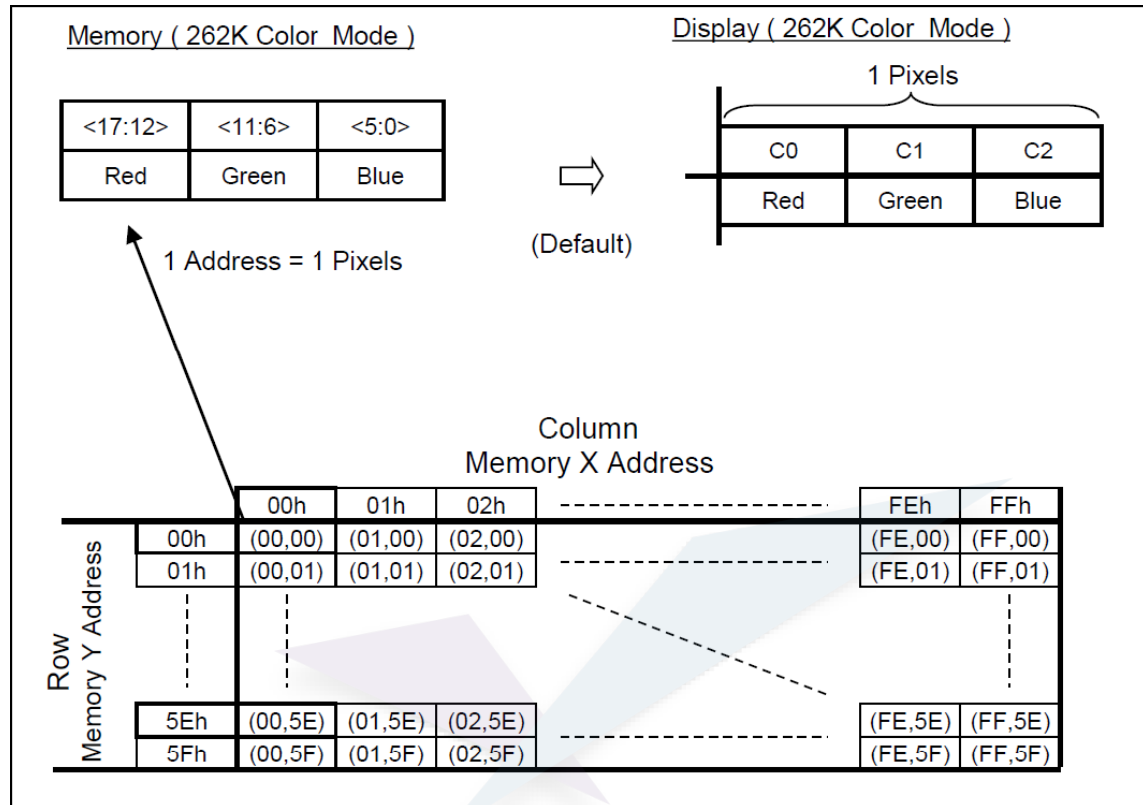 Memory ( 262K Color Mode )
Display ( 262K Color Mode )
1 Pixels
<17:12> <11:6> <5:0>
Red Green Blue
C0 C1 C2
Red Green Blue
(Default)
1 Address = 1 Pixels
Column
Memory X Address
00h 01h 02h FEh FFh
Row
Memory Y Address
00h (00,00) (01,00) (02,00) (FE,00) (FF,00)
01h (00,01) (01,01) (02,01) (FE,01) (FF,01)
5Eh (00,5E) (01,5E) (02,5E) (FE,5E) (FF,5E)
5Fh (00,5F) (01,5F) (02,5F) (FE,5F) (FF,5F)